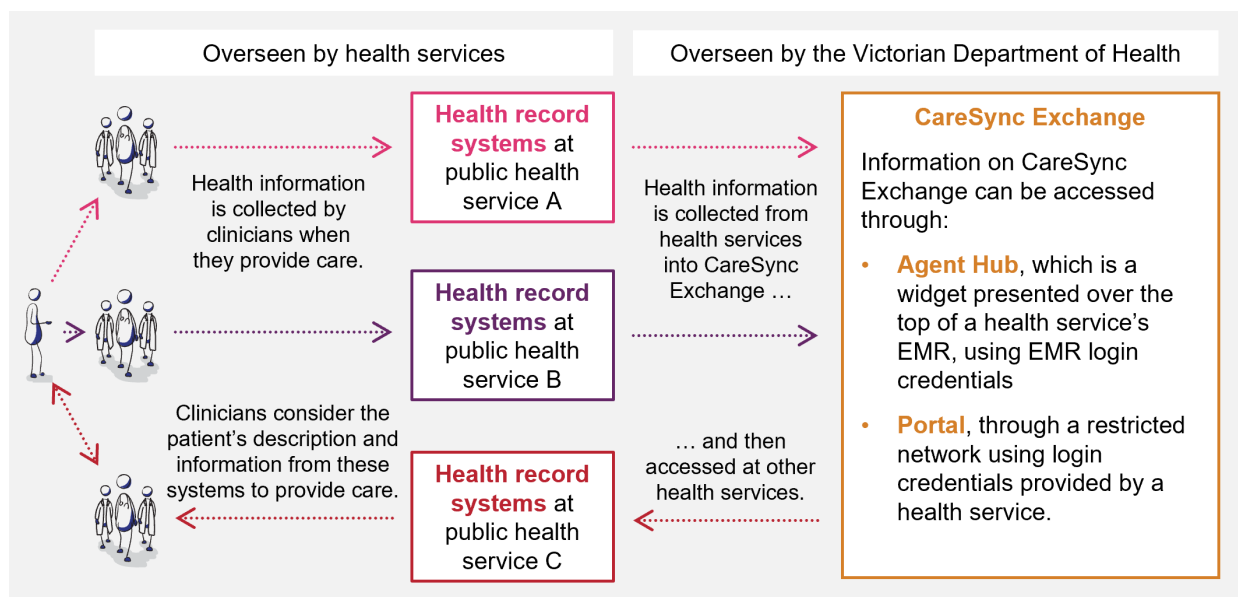 Overseen by health services
Overseen by the Victorian Department of Health
Health information
is collected by
clinicians when
they provide care.
Health record
systems at
public health
service A
Health information
is collected from
health services
into CareSync
Exchange …
Health record
systems at
public health
service B
Clinicians consider the
patient’s description and
information from these
systems to provide care.
Health record
systems at
public health
service C
… and then
accessed at other
health services.
CareSync Exchange
Information on CareSync
Exchange can be accessed
through:
• Agent Hub, which is a
widget presented over the
top of a health service’s
EMR, using EMR login
credentials
• Portal, through a restricted
network using login
credentials provided by a
health service.